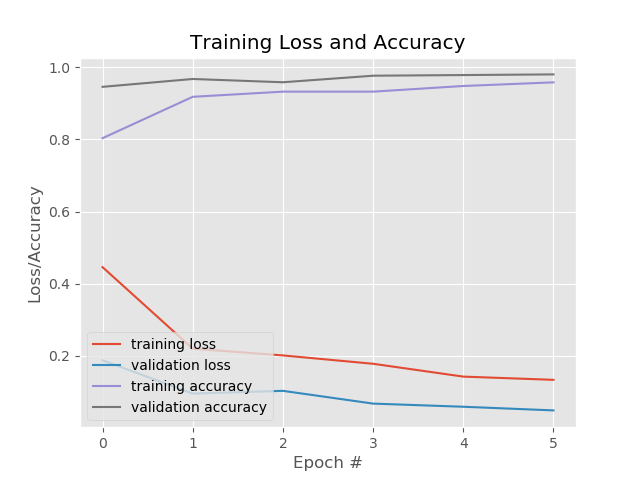 Training Loss and Accuracy
1.0
0.8
0.6
0.4
0.2
Loss/Accuracy
training loss
validation loss
training accuracy
validation accuracy
0 1 2 3 4 5
Epoch #